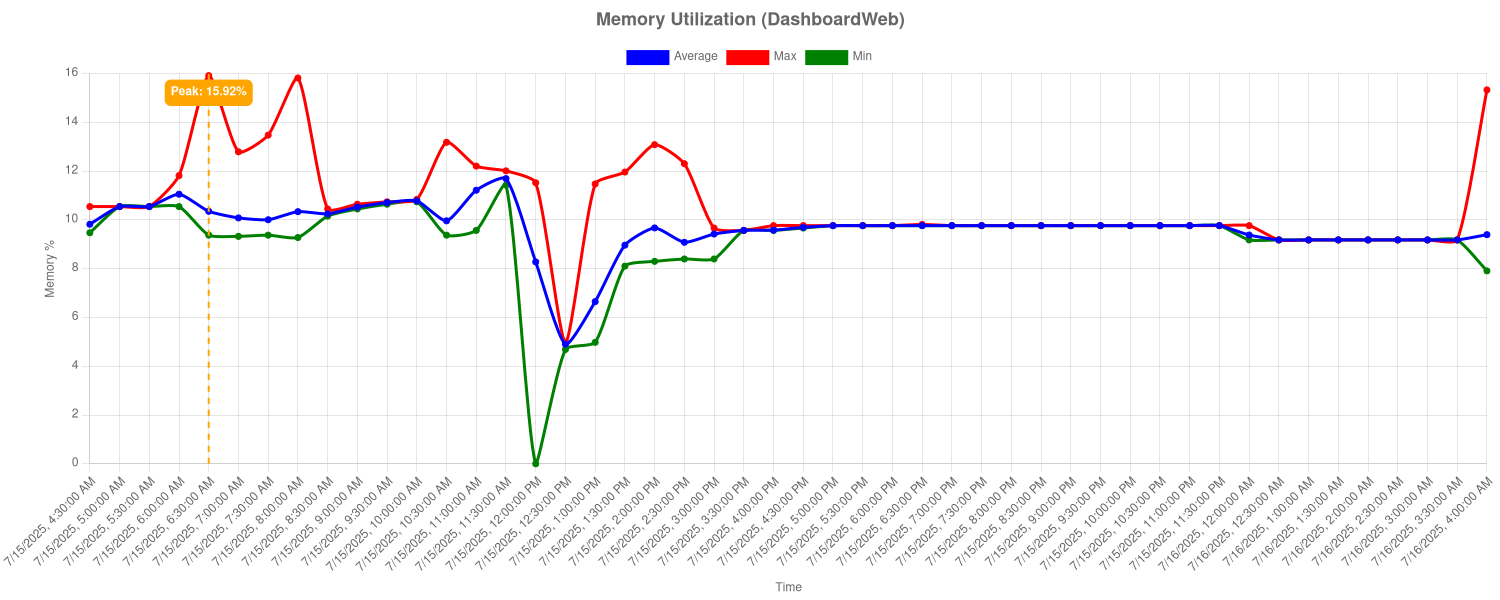 Memory Utilization (DashboardWeb)
Average Max Min
Peak: 15.92%
16
14
12
10
8
6
4
2
0
Memory %
7/15/2025, 4:30:00 AM
7/15/2025, 5:00:00 AM
7/15/2025, 5:30:00 AM
7/15/2025, 6:00:00 AM
7/15/2025, 6:30:00 AM
7/15/2025, 7:00:00 AM
7/15/2025, 7:30:00 AM
7/15/2025, 8:00:00 AM
7/15/2025, 8:30:00 AM
7/15/2025, 9:00:00 AM
7/15/2025, 9:30:00 AM
7/15/2025, 10:00:00 AM
7/15/2025, 10:30:00 AM
7/15/2025, 11:00:00 AM
7/15/2025, 11:30:00 AM
7/15/2025, 12:00:00 PM
7/15/2025, 12:30:00 PM
7/15/2025, 1:00:00 PM
7/15/2025, 1:30:00 PM
7/15/2025, 2:00:00 PM
7/15/2025, 2:30:00 PM
7/15/2025, 3:00:00 PM
7/15/2025, 3:30:00 PM
7/15/2025, 4:00:00 PM
7/15/2025, 4:30:00 PM
7/15/2025, 5:00:00 PM
7/15/2025, 5:30:00 PM
7/15/2025, 6:00:00 PM
7/15/2025, 6:30:00 PM
7/15/2025, 7:00:00 PM
7/15/2025, 7:30:00 PM
7/15/2025, 8:00:00 PM
7/15/2025, 8:30:00 PM
7/15/2025, 9:00:00 PM
7/15/2025, 9:30:00 PM
7/15/2025, 10:00:00 PM
7/15/2025, 10:30:00 PM
7/15/2025, 11:00:00 PM
7/15/2025, 11:30:00 PM
7/16/2025, 12:00:00 AM
7/16/2025, 12:30:00 AM
7/16/2025, 1:00:00 AM
7/16/2025, 1:30:00 AM
7/16/2025, 2:00:00 AM
7/16/2025, 2:30:00 AM
7/16/2025, 3:00:00 AM
7/16/2025, 3:30:00 AM
7/16/2025, 4:00:00 AM
Time